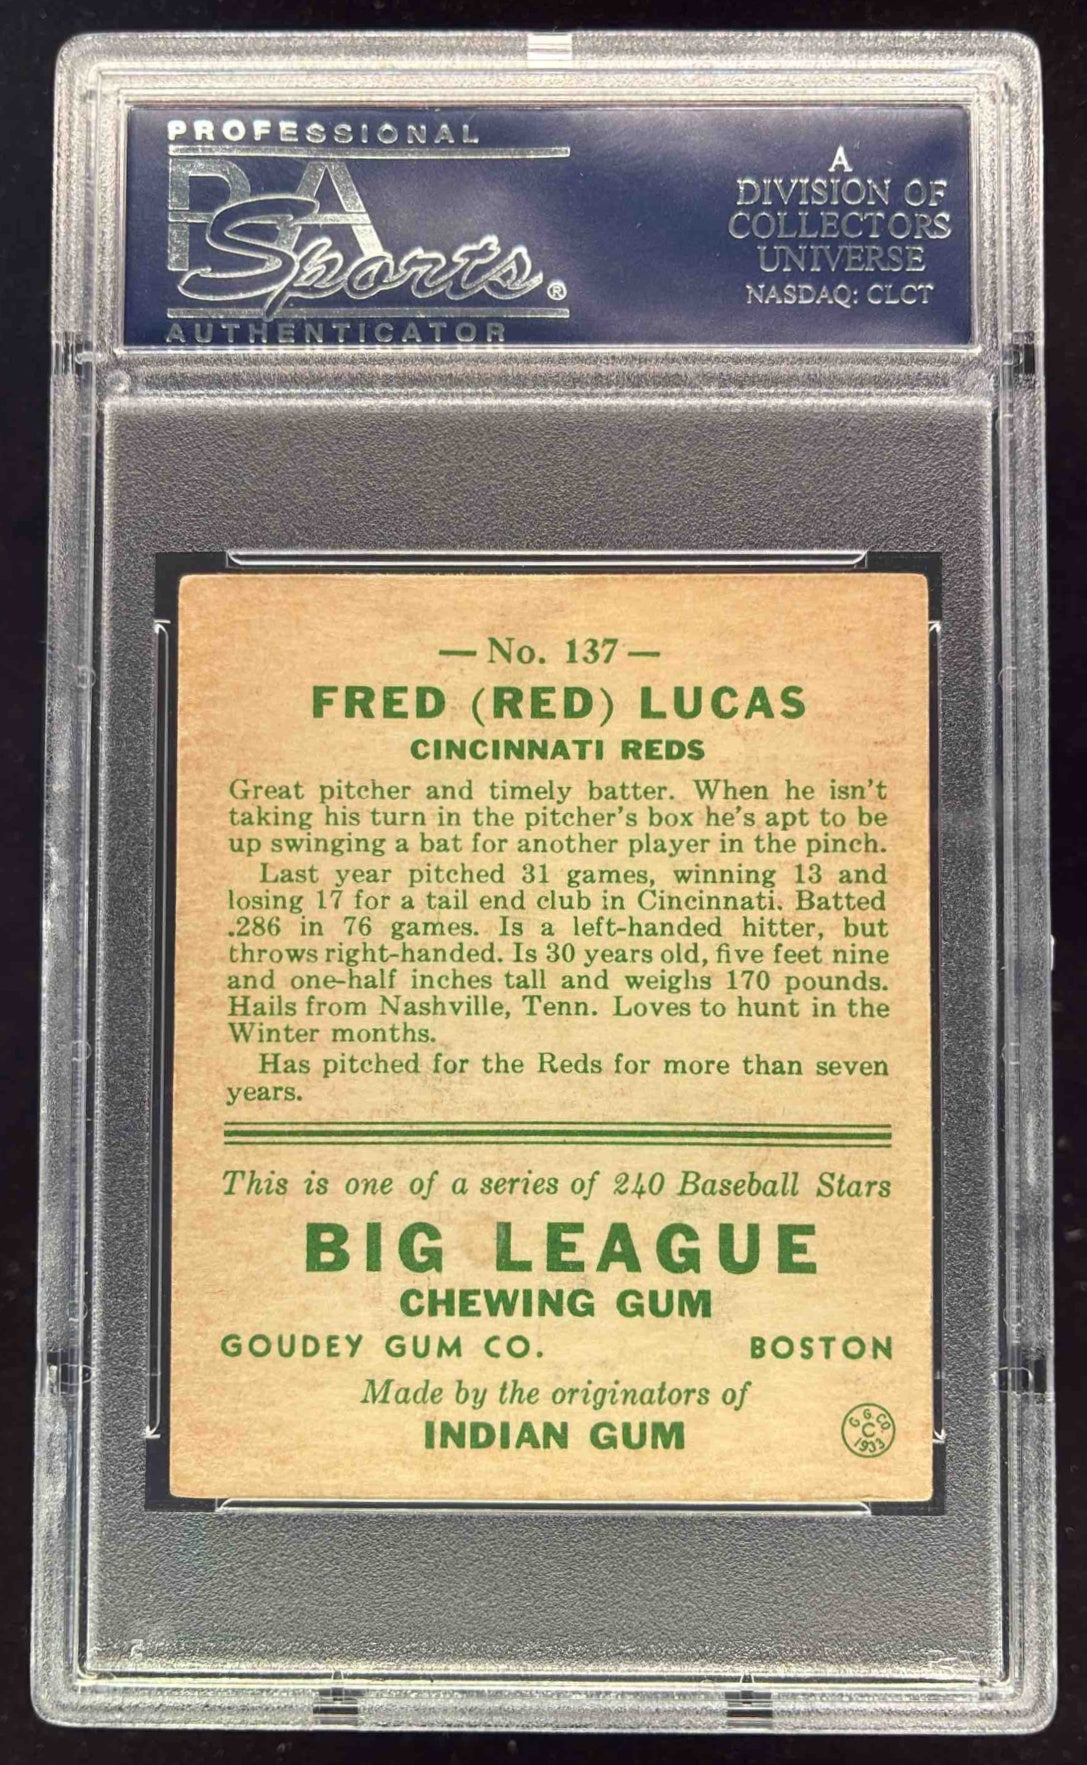 PROFESSIONAL
PSA
Sports®
AUTHENTICATOR
A
DIVISION OF
COLLECTORS
UNIVERSE
NASDAQ: CLCT
— No. 137 —
FRED (RED) LUCAS
CINCINNATI REDS
Great pitcher and timely batter. When he isn't
taking his turn in the pitcher's box he's apt to be
up swinging a bat for another player in the pinch.
Last year pitched 31 games, winning 13 and
losing 17 for a tail end club in Cincinnati. Batted
.286 in 76 games. Is a left-handed hitter, but
throws right-handed. Is 30 years old, five feet nine
and one-half inches tall and weighs 170 pounds.
Hails from Nashville, Tenn. Loves to hunt in the
Winter months.
Has pitched for the Reds for more than seven
years.
This is one of a series of 240 Baseball Stars
BIG LEAGUE
CHEWING GUM
GOUDEY GUM CO. BOSTON
Made by the originators of
INDIAN GUM
G. G. CO.
C
1933